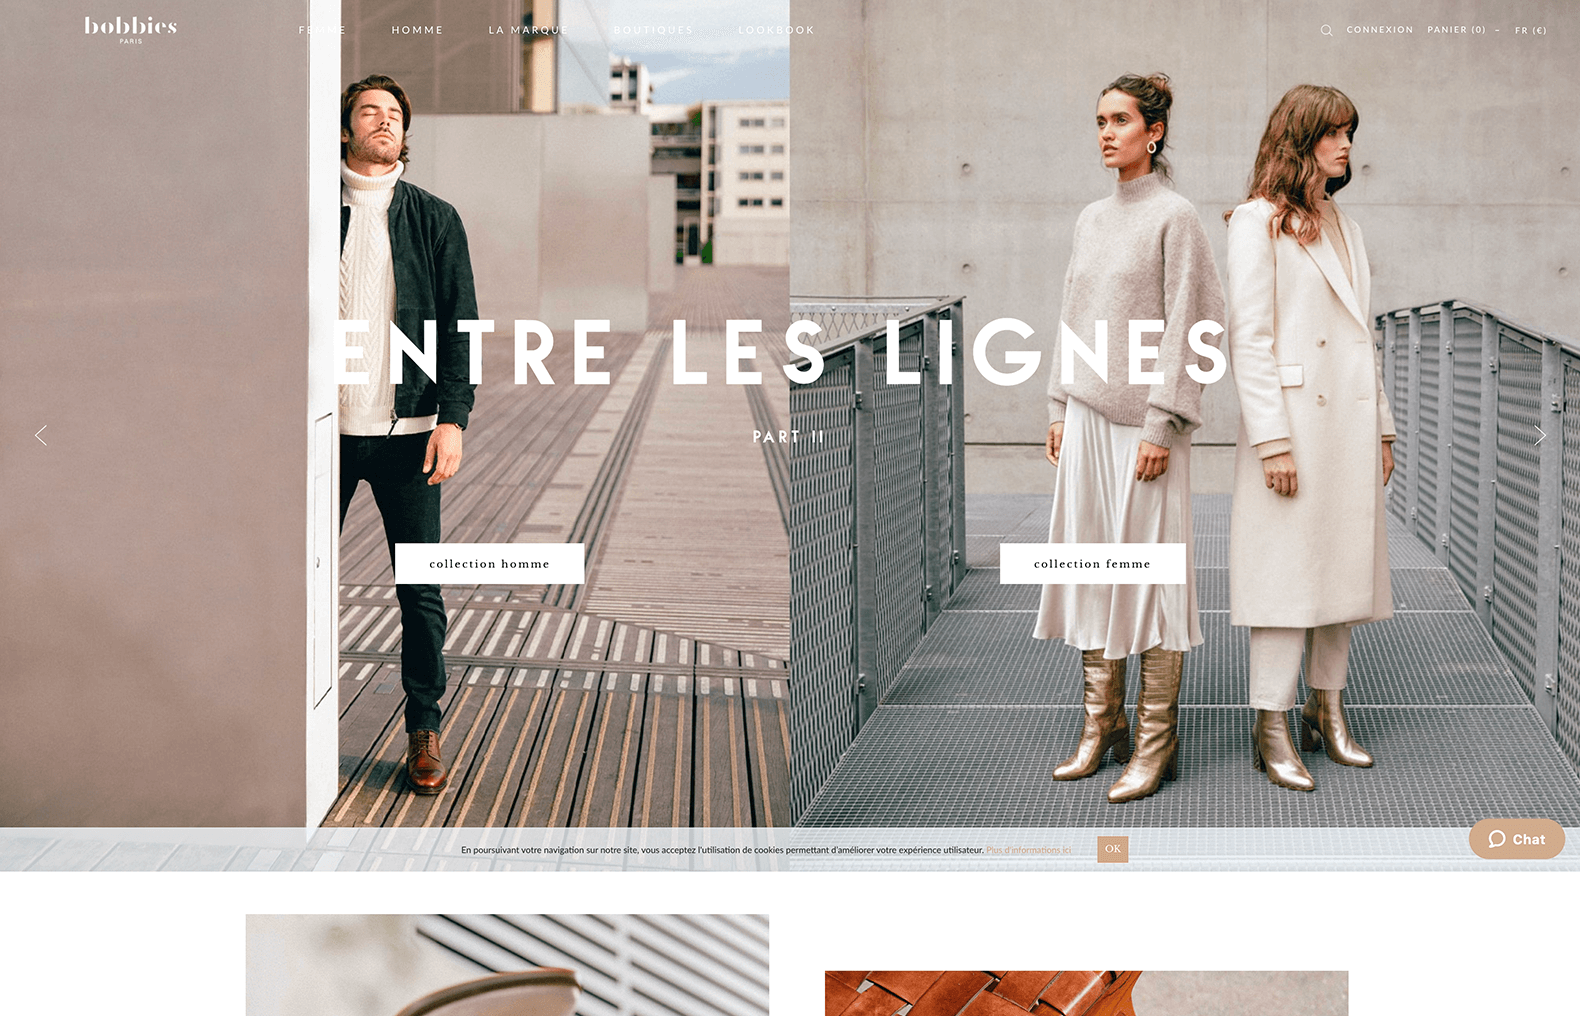 bobbies
PARIS
FEMME
HOMME
LA MARQUE
BOUTIQUES
LOOKBOOK
CONNEXION
PANIER (0) –
FR (€)
ENTRE LES LIGNES
PART II
collection homme
collection femme
En poursuivant votre navigation sur notre site, vous acceptez l'utilisation de cookies permettant d'améliorer votre expérience utilisateur. Plus d'informations ici
OK
Chat